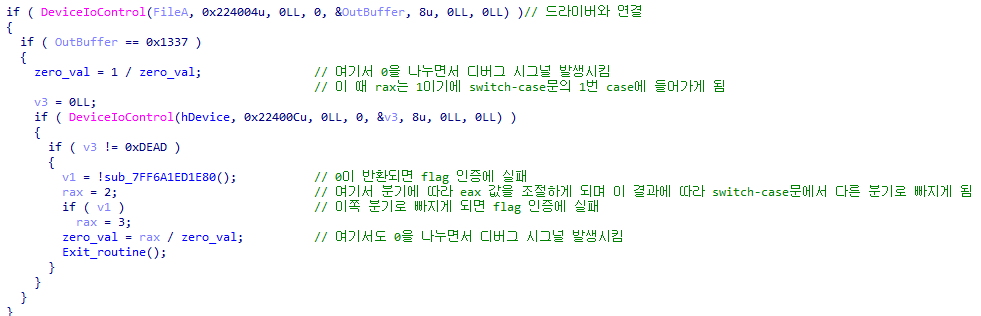 if ( DeviceIoControl(FileA, 0x224004u, 0LL, 0, &OutBuffer, 8u, 0LL, 0LL) )// 드라이버와 연결
{
if ( OutBuffer == 0x1337 )
{
zero_val = 1 / zero_val; // 여기서 0을 나누면서 디버그 시그널 발생시킴
// 이 때 rax는 1이기에 switch-case문의 1번 case에 들어가게 됨
v3 = 0LL;
if ( DeviceIoControl(hDevice, 0x22400Cu, 0LL, 0, &v3, 8u, 0LL, 0LL) )
{
if ( v3 != 0xDEAD )
{
v1 = !sub_7FF6A1ED1E80(); // 0이 반환되면 flag 인증에 실패
rax = 2; // 여기서 분기에 따라 eax 값을 조절하게 되며 이 결과에 따라 switch-case문에서 다른 분기로 빠지게 됨
if ( v1 ) // 이쪽 분기로 빠지게 되면 flag 인증에 실패
rax = 3;
zero_val = rax / zero_val; // 여기서도 0을 나누면서 디버그 시그널 발생시킴
Exit_routine();
}
}
}
}